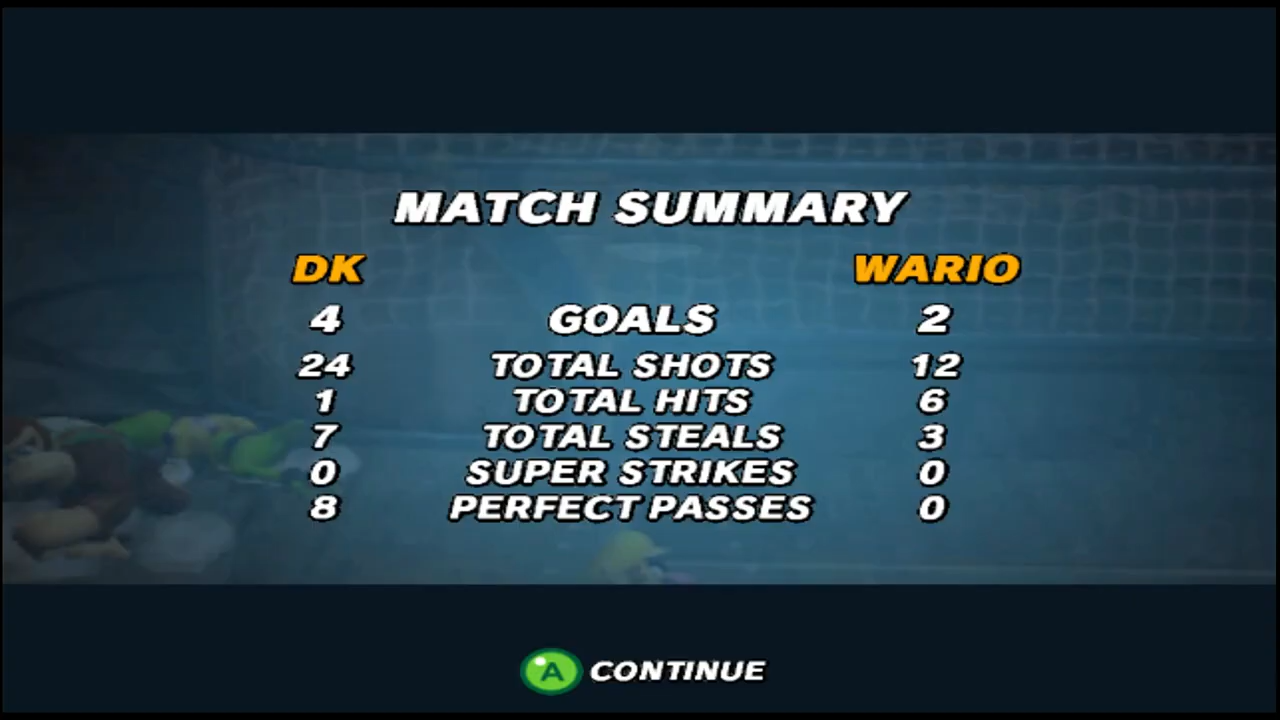 MATCH SUMMARY
DK WARIO
4 GOALS 2
24 TOTAL SHOTS 12
1 TOTAL HITS 6
7 TOTAL STEALS 3
0 SUPER STRIKES 0
8 PERFECT PASSES 0
A CONTINUE